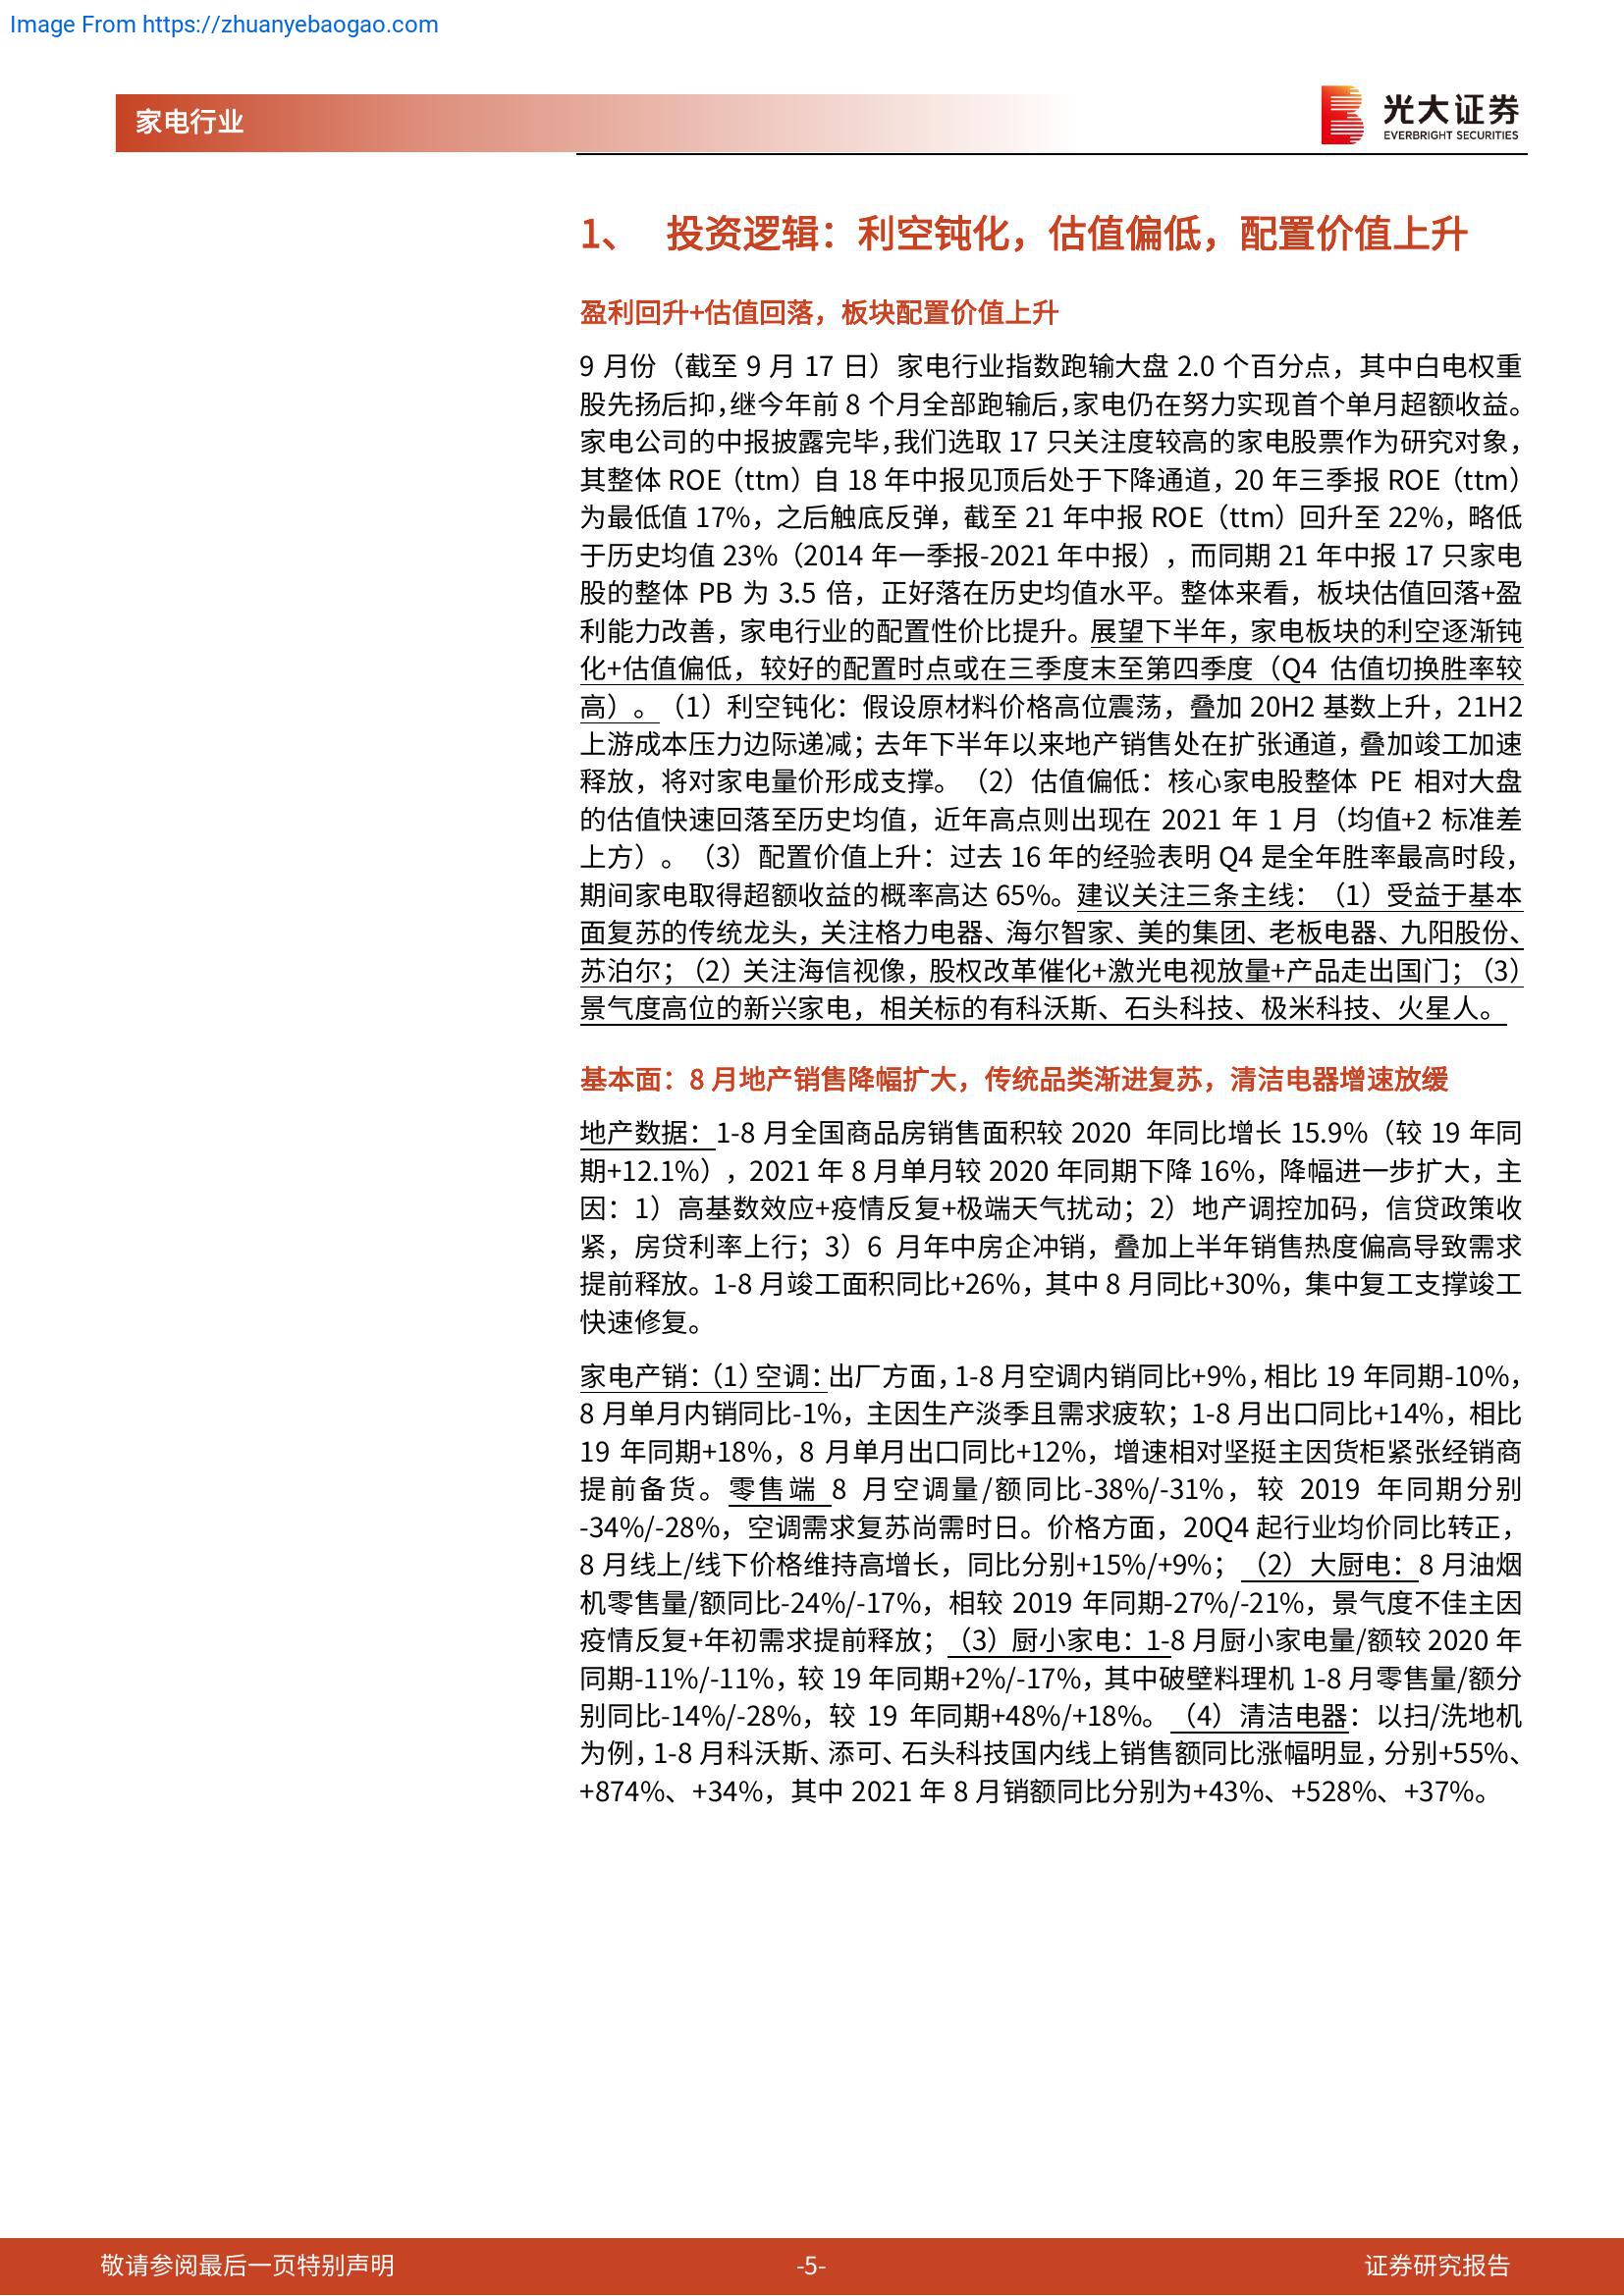 Image From https://zhuanyebaogao.com
家电行业
光大证券
EVERBRIGHT SECURITIES
1、 投资逻辑：利空钝化，估值偏低，配置价值上升
盈利回升+估值回落，板块配置价值上升
9 月份（截至 9 月 17 日）家电行业指数跑输大盘 2.0 个百分点，其中白电权重
股先扬后抑，继今年前 8 个月全部跑输后，家电仍在努力实现首个单月超额收益。
家电公司的中报披露完毕，我们选取 17 只关注度较高的家电股票作为研究对象，
其整体 ROE（ttm）自 18 年中报见顶后处于下降通道，20 年三季报 ROE（ttm）
为最低值 17%，之后触底反弹，截至 21 年中报 ROE（ttm）回升至 22%，略低
于历史均值 23%（2014 年一季报-2021 年中报），而同期 21 年中报 17 只家电
股的整体 PB 为 3.5 倍，正好落在历史均值水平。整体来看，板块估值回落+盈
利能力改善，家电行业的配置性价比提升。展望下半年，家电板块的利空逐渐钝
化+估值偏低，较好的配置时点或在三季度末至第四季度（Q4 估值切换胜率较
高）。（1）利空钝化：假设原材料价格高位震荡，叠加 20H2 基数上升，21H2
上游成本压力边际递减；去年下半年以来地产销售处在扩张通道，叠加竣工加速
释放，将对家电量价形成支撑。（2）估值偏低：核心家电股整体 PE 相对大盘
的估值快速回落至历史均值，近年高点则出现在 2021 年 1 月（均值+2 标准差
上方）。（3）配置价值上升：过去 16 年的经验表明 Q4 是全年胜率最高时段，
期间家电取得超额收益的概率高达 65%。建议关注三条主线：（1）受益于基本
面复苏的传统龙头，关注格力电器、海尔智家、美的集团、老板电器、九阳股份、
苏泊尔；（2）关注海信视像，股权改革催化+激光电视放量+产品走出国门；（3）
景气度高位的新兴家电，相关标的有科沃斯、石头科技、极米科技、火星人。
基本面：8 月地产销售降幅扩大，传统品类渐进复苏，清洁电器增速放缓
地产数据：1-8 月全国商品房销售面积较 2020 年同比增长 15.9%（较 19 年同
期+12.1%），2021 年 8 月单月较 2020 年同期下降 16%，降幅进一步扩大，主
因：1）高基数效应+疫情反复+极端天气扰动；2）地产调控加码，信贷政策收
紧，房贷利率上行；3）6 月年中房企冲销，叠加上半年销售热度偏高导致需求
提前释放。1-8 月竣工面积同比+26%，其中 8 月同比+30%，集中复工支撑竣工
快速修复。
家电产销：（1）空调：出厂方面，1-8 月空调内销同比+9%，相比 19 年同期-10%，
8 月单月内销同比-1%，主因生产淡季且需求疲软；1-8 月出口同比+14%，相比
19 年同期+18%，8 月单月出口同比+12%，增速相对坚挺主因货柜紧张经销商
提前备货。零售端 8 月空调量/额同比-38%/-31%，较 2019 年同期分别
-34%/-28%，空调需求复苏尚需时日。价格方面，20Q4 起行业均价同比转正，
8 月线上/线下价格维持高增长，同比分别+15%/+9%；（2）大厨电：8 月油烟
机零售量/额同比-24%/-17%，相较 2019 年同期-27%/-21%，景气度不佳主因
疫情反复+年初需求提前释放；（3）厨小家电：1-8 月厨小家电量/额较 2020 年
同期-11%/-11%，较 19 年同期+2%/-17%，其中破壁料理机 1-8 月零售量/额分
别同比-14%/-28%，较 19 年同期+48%/+18%。（4）清洁电器：以扫/洗地机
为例，1-8 月科沃斯、添可、石头科技国内线上销售额同比涨幅明显，分别+55%、
+874%、+34%，其中 2021 年 8 月销额同比分别为+43%、+528%、+37%。
敬请参阅最后一页特别声明
-5-
证券研究报告